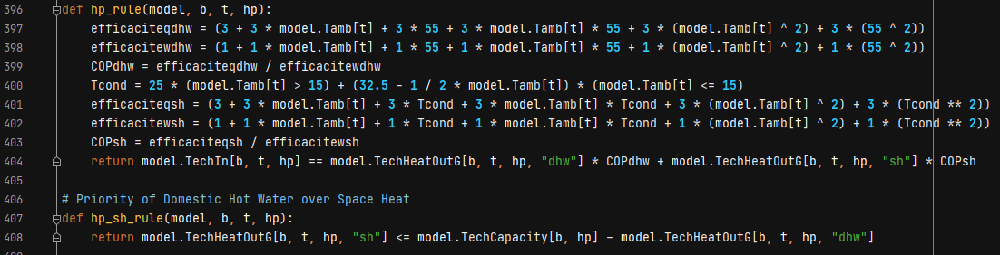 396 def hp_rule(model, b, t, hp):
397 efficaciteqdhw = (3 + 3 * model.Tamb[t] + 3 * 55 + 3 * model.Tamb[t] * 55 + 3 * (model.Tamb[t] ^ 2) + 3 * (55 ^ 2))
398 efficacitewdhw = (1 + 1 * model.Tamb[t] + 1 * 55 + 1 * model.Tamb[t] * 55 + 1 * (model.Tamb[t] ^ 2) + 1 * (55 ^ 2))
399 COPdhw = efficaciteqdhw / efficacitewdhw
400 Tcond = 25 * (model.Tamb[t] > 15) + (32.5 - 1 / 2 * model.Tamb[t]) * (model.Tamb[t] <= 15)
401 efficaciteqsh = (3 + 3 * model.Tamb[t] + 3 * Tcond + 3 * model.Tamb[t] * Tcond + 3 * (model.Tamb[t] ^ 2) + 3 * (Tcond ** 2))
402 efficacitewsh = (1 + 1 * model.Tamb[t] + 1 * Tcond + 1 * model.Tamb[t] * Tcond + 1 * (model.Tamb[t] ^ 2) + 1 * (Tcond ** 2))
403 COPsh = efficaciteqsh / efficacitewsh
404 return model.TechIn[b, t, hp] == model.TechHeatOutG[b, t, hp, "dhw"] * COPdhw + model.TechHeatOutG[b, t, hp, "sh"] * COPsh
405
406 # Priority of Domestic Hot Water over Space Heat
407 def hp_sh_rule(model, b, t, hp):
408 return model.TechHeatOutG[b, t, hp, "sh"] <= model.TechCapacity[b, hp] - model.TechHeatOutG[b, t, hp, "dhw"]